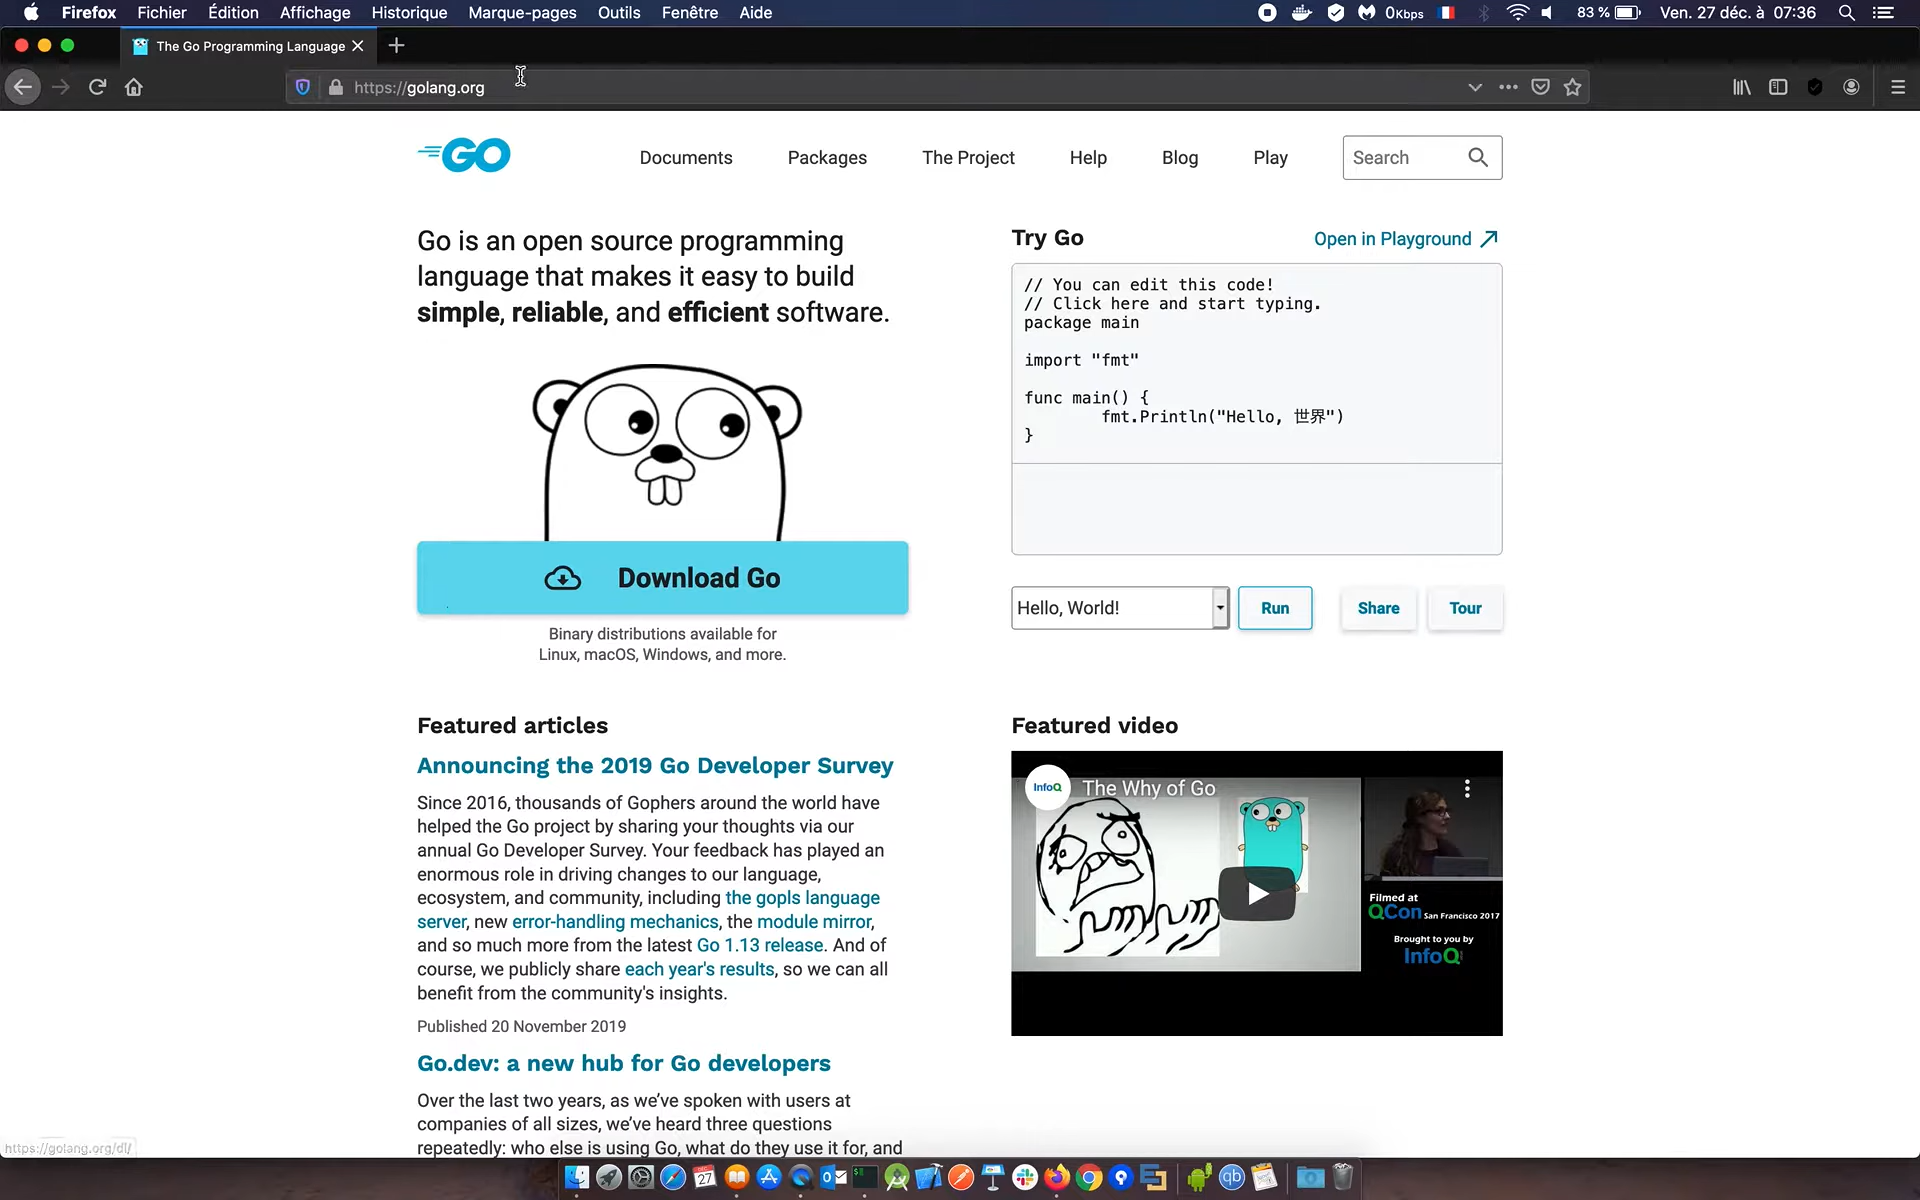 Firefox Fichier Édition Affichage Historique Marque-pages Outils Fenêtre Aide 0Kbps 83 % Ven. 27 déc. à 07:36
The Go Programming Language
https://golang.org
GO Documents Packages The Project Help Blog Play Search
Go is an open source programming
language that makes it easy to build
simple, reliable, and efficient software.
Download Go
Binary distributions available for
Linux, macOS, Windows, and more.
Try Go Open in Playground
// You can edit this code!
// Click here and start typing.
package main
import "fmt"
func main() {
fmt.Println("Hello, 世界")
}
Hello, World! Run Share Tour
Featured articles
Announcing the 2019 Go Developer Survey
Since 2016, thousands of Gophers around the world have
helped the Go project by sharing your thoughts via our
annual Go Developer Survey. Your feedback has played an
enormous role in driving changes to our language,
ecosystem, and community, including the gopls language
server, new error-handling mechanics, the module mirror,
and so much more from the latest Go 1.13 release. And of
course, we publicly share each year's results, so we can all
benefit from the community's insights.
Published 20 November 2019
Go.dev: a new hub for Go developers
Over the last two years, as we've spoken with users at
companies of all sizes, we've heard three questions
repeatedly: who else is using Go, what do they use it for, and
Featured video
InfoQ The Why of Go
Filmed at
QCon San Francisco 2017
Brought to you by
InfoQ
https://golang.org/dl/
DEC 27
qb